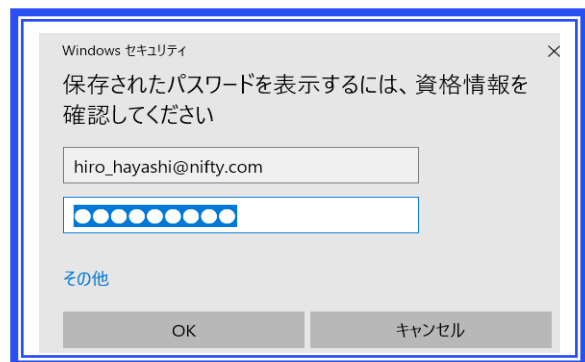 Windows セキュリティ
保存されたパスワードを表示するには、資格情報を
確認してください
hiro_hayashi@nifty.com
●●●●●●●●●
その他
OK
キャンセル